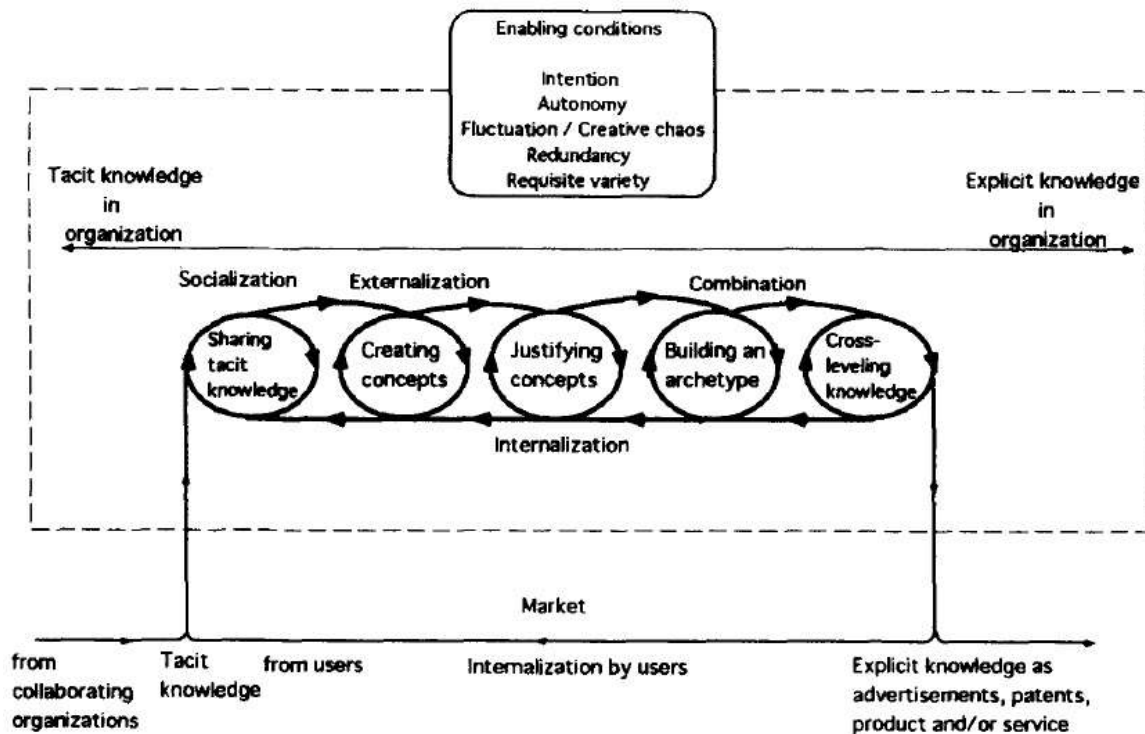 Enabling conditions
Intention
Autonomy
Fluctuation / Creative chaos
Redundancy
Requisite variety
Tacit knowledge
in
organization
Explicit knowledge
in
organization
Socialization
Externalization
Combination
Sharing
tacit
knowledge
Creating
concepts
Justifying
concepts
Building an
archetype
Cross-
leveling
knowledge
Internalization
Market
from
collaborating
organizations
Tacit
knowledge
from users
Internalization by users
Explicit knowledge as
advertisements, patents,
product and/or service